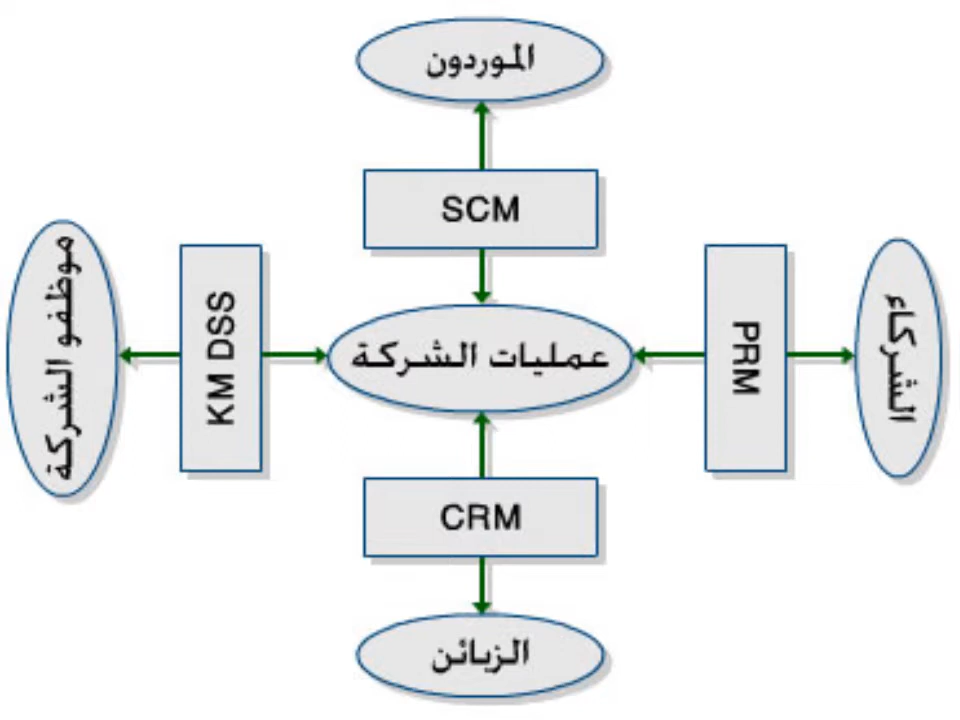 الموردون
SCM
موظفو الشركة
KM DSS
عمليات الشركة
PRM
الشركاء
CRM
الزبائن